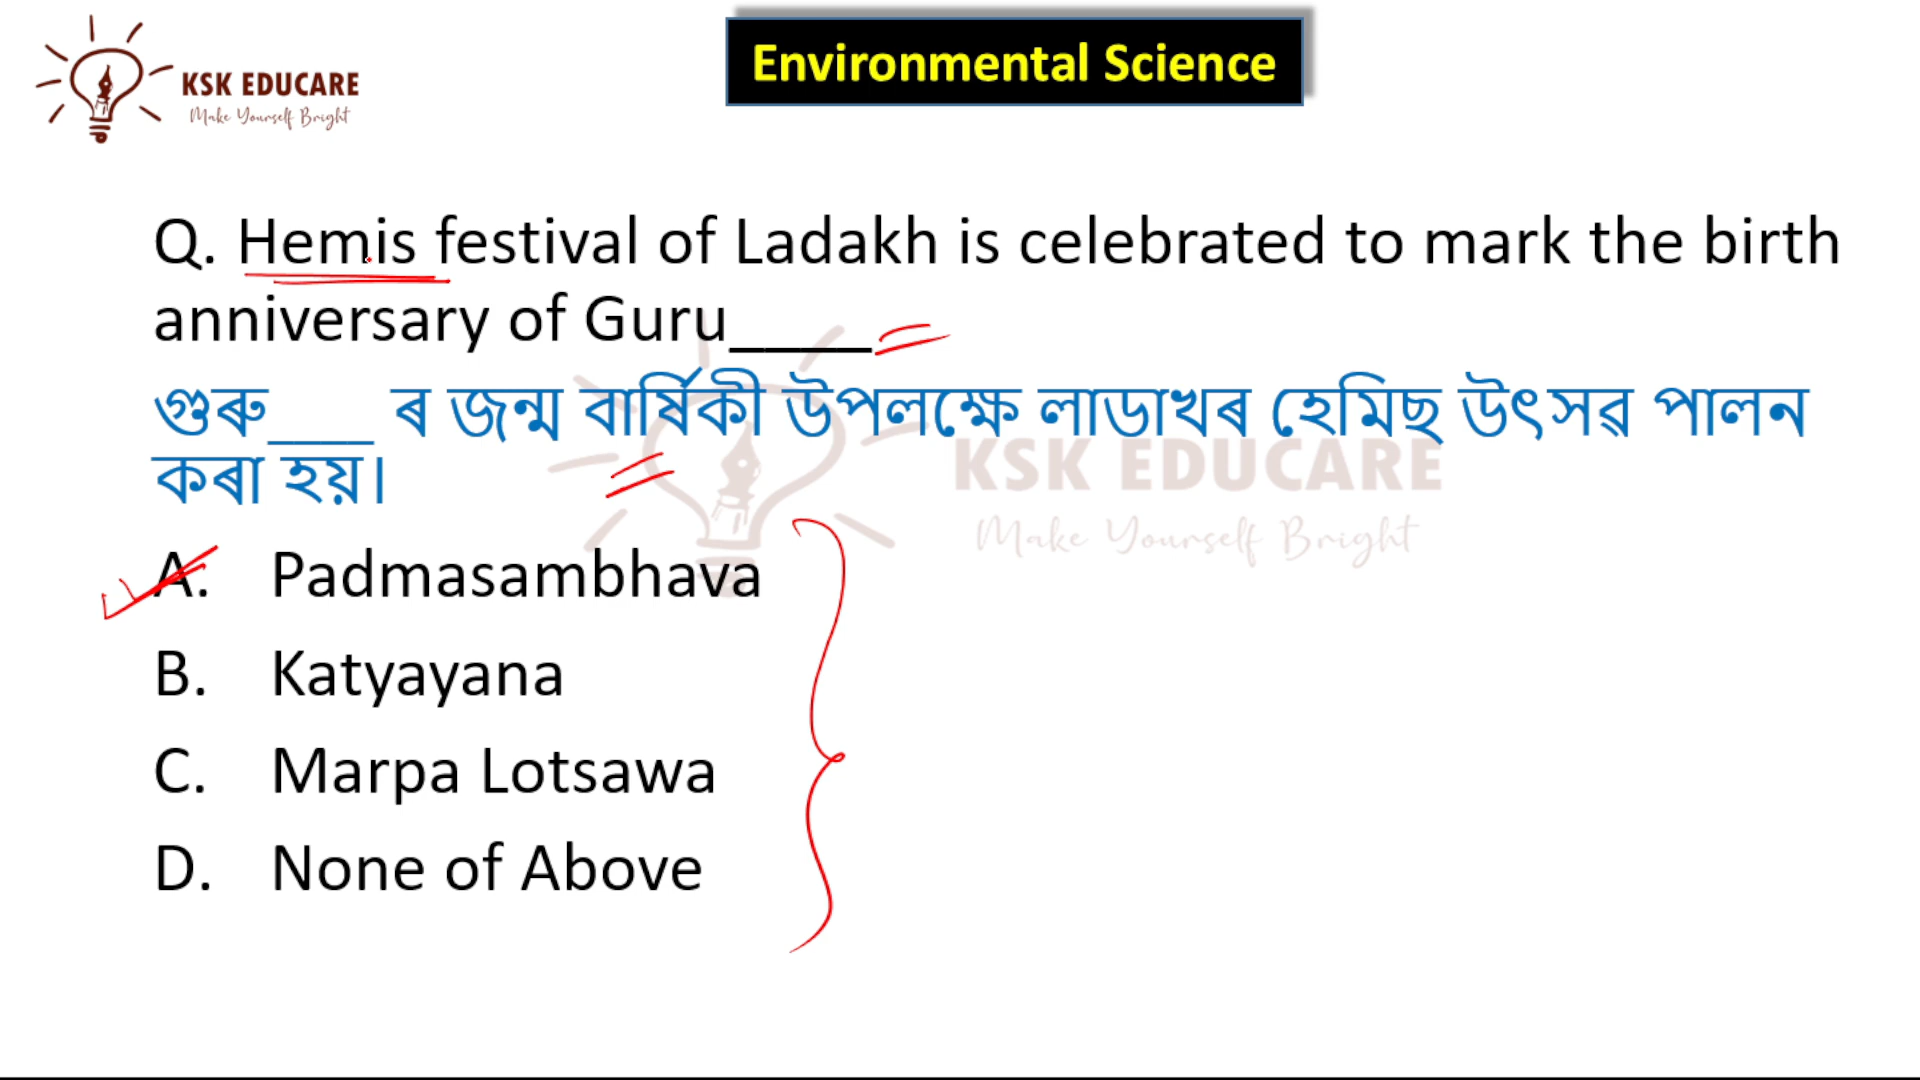 KSK EDUCARE
Make Yourself Bright
Environmental Science
Q. Hemis festival of Ladakh is celebrated to mark the birth
anniversary of Guru____
গুৰু___ ৰ জন্ম বাৰ্ষিকী উপলক্ষে লাডাখৰ হেমিছ উৎসৱ পালন
কৰা হয়।
KSK EDUCARE
Make Yourself Bright
A. Padmasambhava
B. Katyayana
C. Marpa Lotsawa
D. None of Above